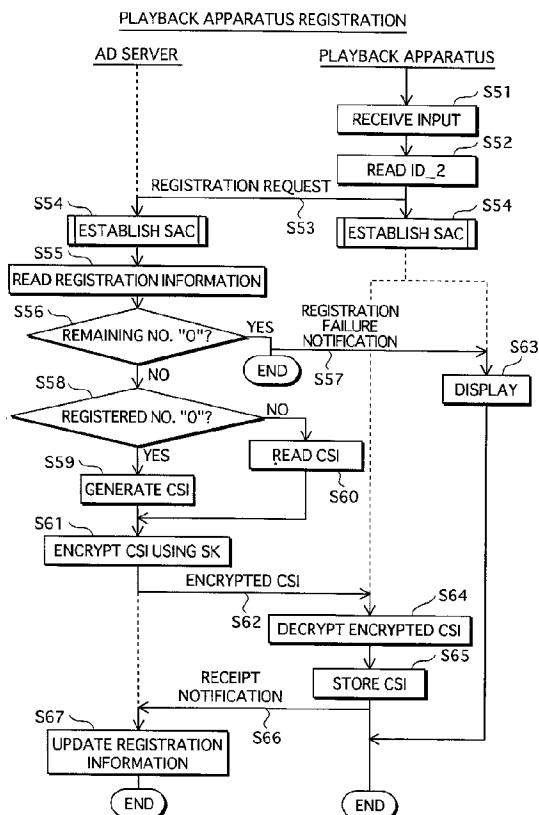 PLAYBACK APPARATUS REGISTRATION
AD SERVER
PLAYBACK APPARATUS
S51
RECEIVE INPUT
S52
READ ID_2
REGISTRATION REQUEST
S53
S54
ESTABLISH SAC
S54
ESTABLISH SAC
S55
READ REGISTRATION INFORMATION
S56
REMAINING NO. "0"?
YES
REGISTRATION
FAILURE
NOTIFICATION
S57
END
S63
DISPLAY
NO
S58
REGISTERED NO. "0"?
NO
YES
READ CSI
S60
S59
GENERATE CSI
S61
ENCRYPT CSI USING SK
ENCRYPTED CSI
S62
S64
DECRYPT ENCRYPTED CSI
S65
STORE CSI
RECEIPT
NOTIFICATION
S66
S67
UPDATE REGISTRATION
INFORMATION
END
END